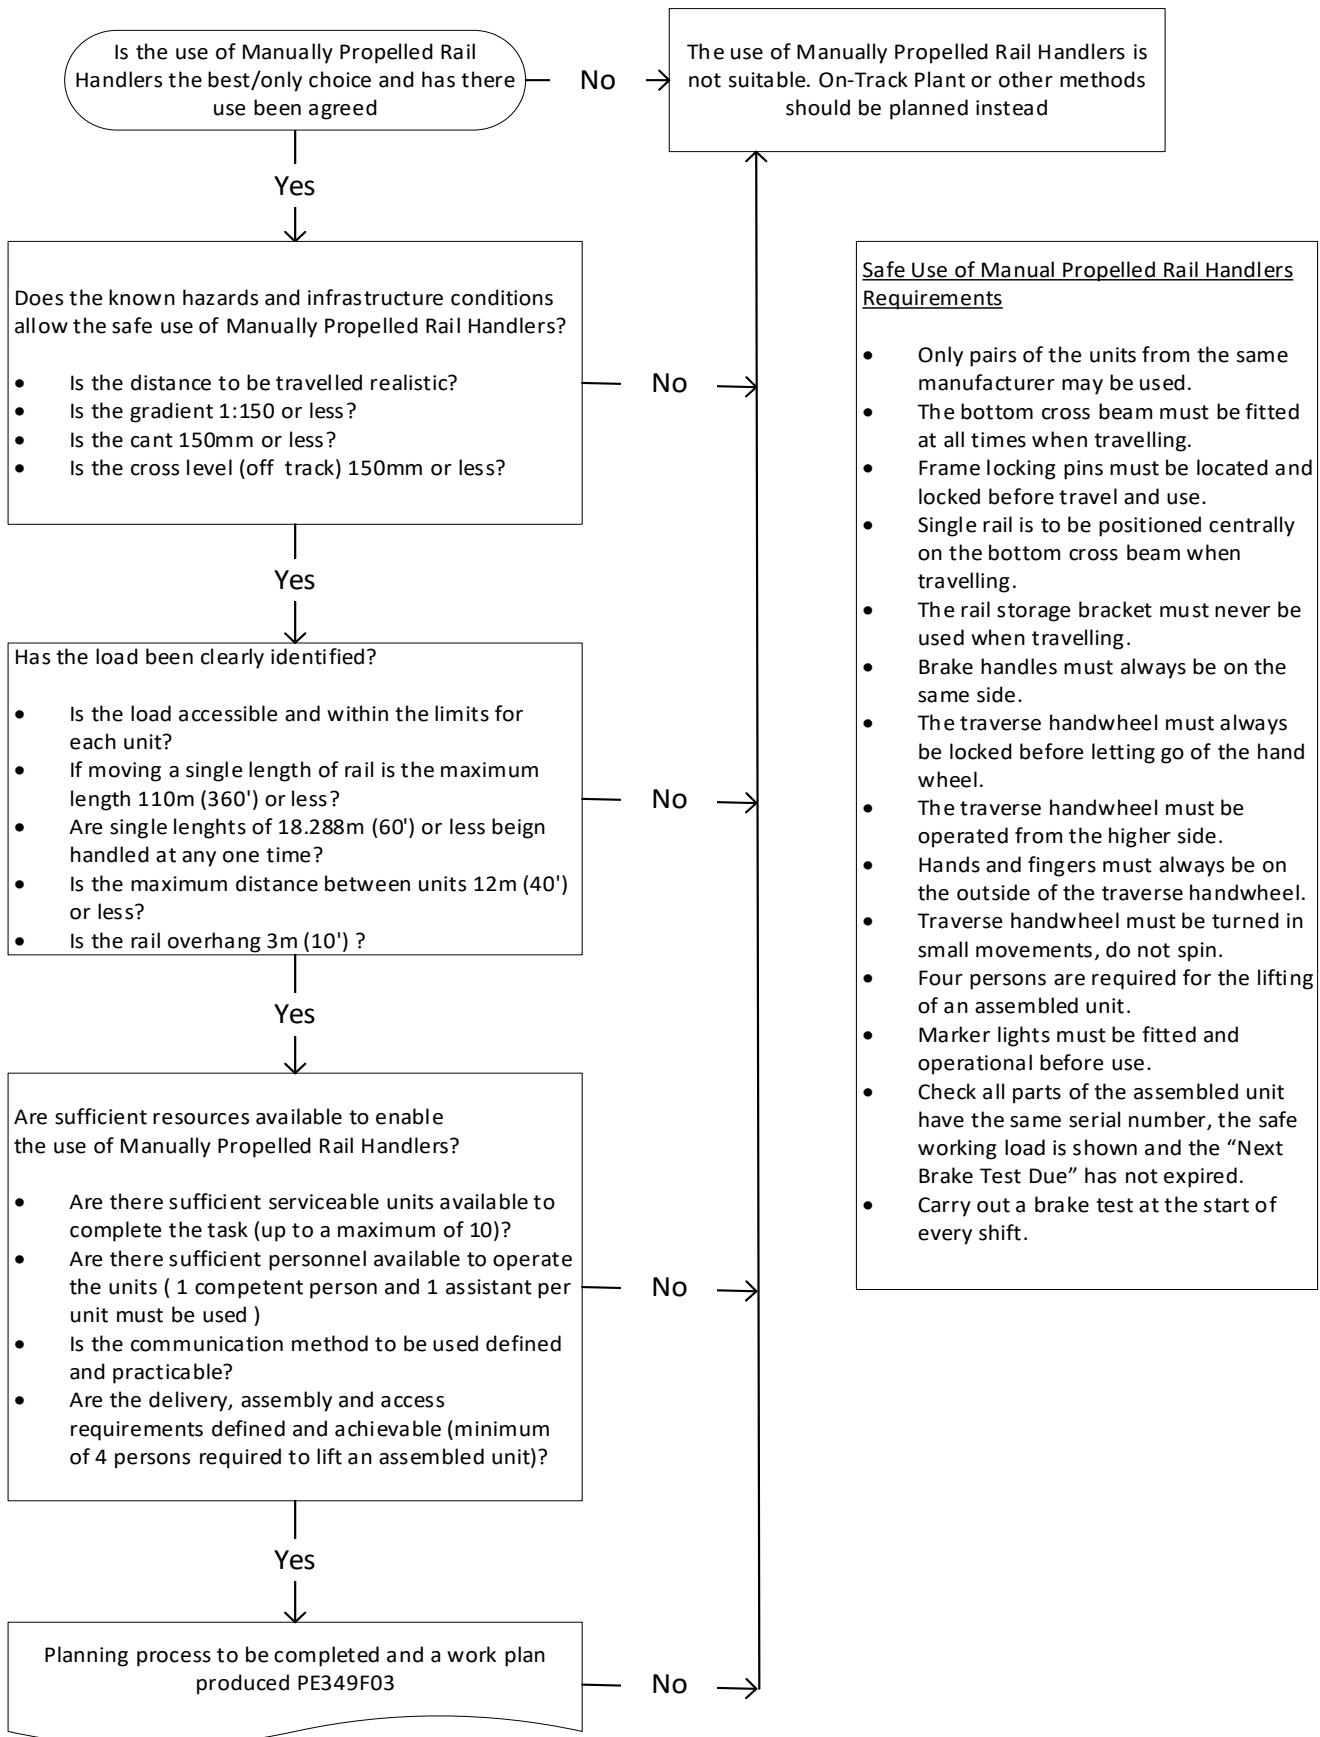 Is the use of Manually Propelled Rail
Handlers the best/only choice and has there
use been agreed
No
The use of Manually Propelled Rail Handlers is
not suitable. On-Track Plant or other methods
should be planned instead
Yes
Does the known hazards and infrastructure conditions
allow the safe use of Manually Propelled Rail Handlers?
• Is the distance to be travelled realistic?
• Is the gradient 1:150 or less?
• Is the cant 150mm or less?
• Is the cross level (off track) 150mm or less?
No
Yes
Has the load been clearly identified?
• Is the load accessible and within the limits for
each unit?
• If moving a single length of rail is the maximum
length 110m (360') or less?
• Are single lenghts of 18.288m (60') or less beign
handled at any one time?
• Is the maximum distance between units 12m (40')
or less?
• Is the rail overhang 3m (10') ?
No
Yes
Are sufficient resources available to enable
the use of Manually Propelled Rail Handlers?
• Are there sufficient serviceable units available to
complete the task (up to a maximum of 10)?
• Are there sufficient personnel available to operate
the units ( 1 competent person and 1 assistant per
unit must be used )
• Is the communication method to be used defined
and practicable?
• Are the delivery, assembly and access
requirements defined and achievable (minimum
of 4 persons required to lift an assembled unit)?
No
Yes
Planning process to be completed and a work plan
produced PE349F03
No
Safe Use of Manual Propelled Rail Handlers
Requirements
• Only pairs of the units from the same
manufacturer may be used.
• The bottom cross beam must be fitted
at all times when travelling.
• Frame locking pins must be located and
locked before travel and use.
• Single rail is to be positioned centrally
on the bottom cross beam when
travelling.
• The rail storage bracket must never be
used when travelling.
• Brake handles must always be on the
same side.
• The traverse handwheel must always
be locked before letting go of the hand
wheel.
• The traverse handwheel must be
operated from the higher side.
• Hands and fingers must always be on
the outside of the traverse handwheel.
• Traverse handwheel must be turned in
small movements, do not spin.
• Four persons are required for the lifting
of an assembled unit.
• Marker lights must be fitted and
operational before use.
• Check all parts of the assembled unit
have the same serial number, the safe
working load is shown and the “Next
Brake Test Due” has not expired.
• Carry out a brake test at the start of
every shift.